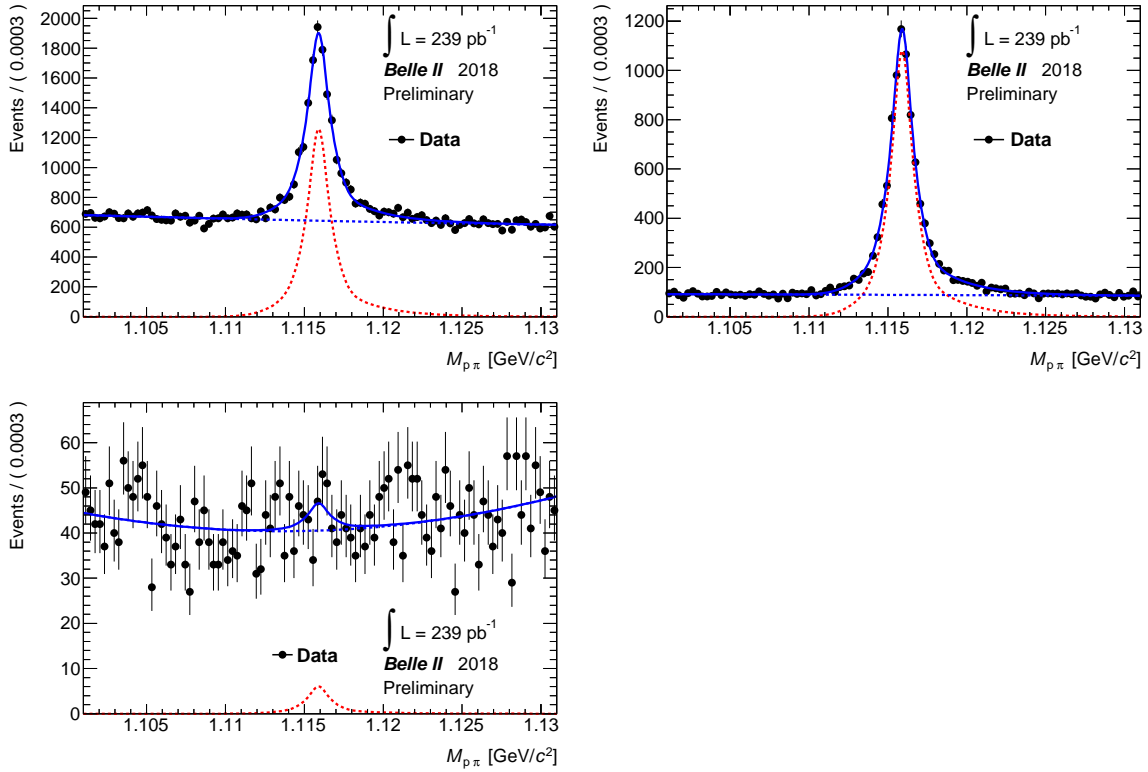 Events / ( 0.0003 )
2000
1800
1600
1400
1200
1000
800
600
400
200
0
∫ L = 239 pb⁻¹
Belle II 2018
Preliminary
Data
1.105 1.11 1.115 1.12 1.125 1.13
M p π [GeV/c²]
Events / ( 0.0003 )
1200
1000
800
600
400
200
0
∫ L = 239 pb⁻¹
Belle II 2018
Preliminary
Data
1.105 1.11 1.115 1.12 1.125 1.13
M p π [GeV/c²]
Events / ( 0.0003 )
60
50
40
30
20
10
0
∫ L = 239 pb⁻¹
Data
Belle II 2018
Preliminary
1.105 1.11 1.115 1.12 1.125 1.13
M p π [GeV/c²]